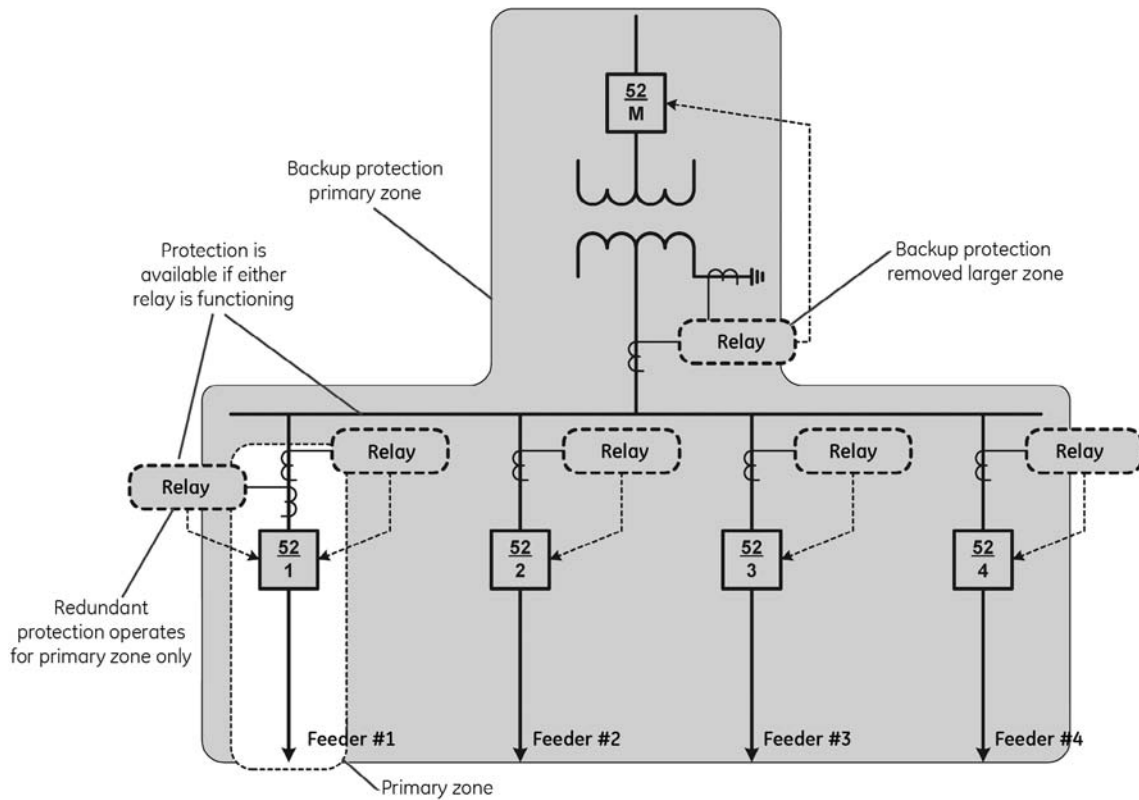 52
M
Backup protection
primary zone
Protection is
available if either
relay is functioning
Backup protection
removed larger zone
Relay
Relay
Relay
Relay
Relay
Relay
52
1
52
2
52
3
52
4
Redundant
protection operates
for primary zone only
Feeder #1
Feeder #2
Feeder #3
Feeder #4
Primary zone